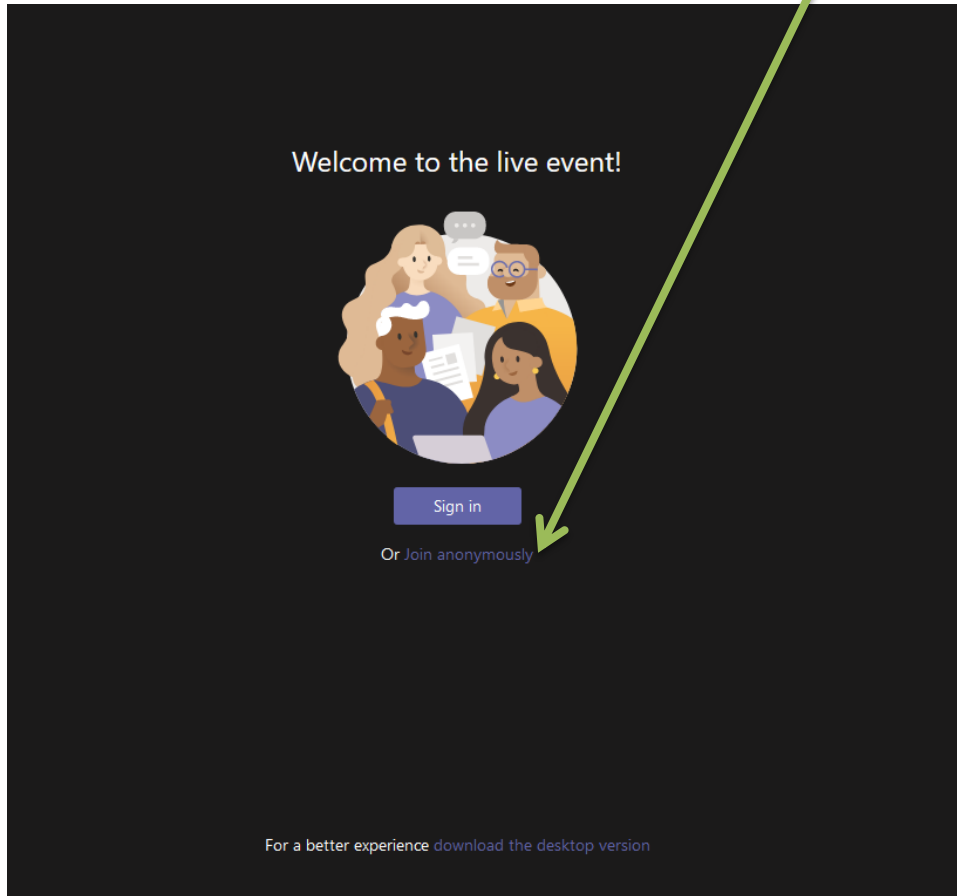 Welcome to the live event!
Sign in
Or Join anonymously
For a better experience download the desktop version